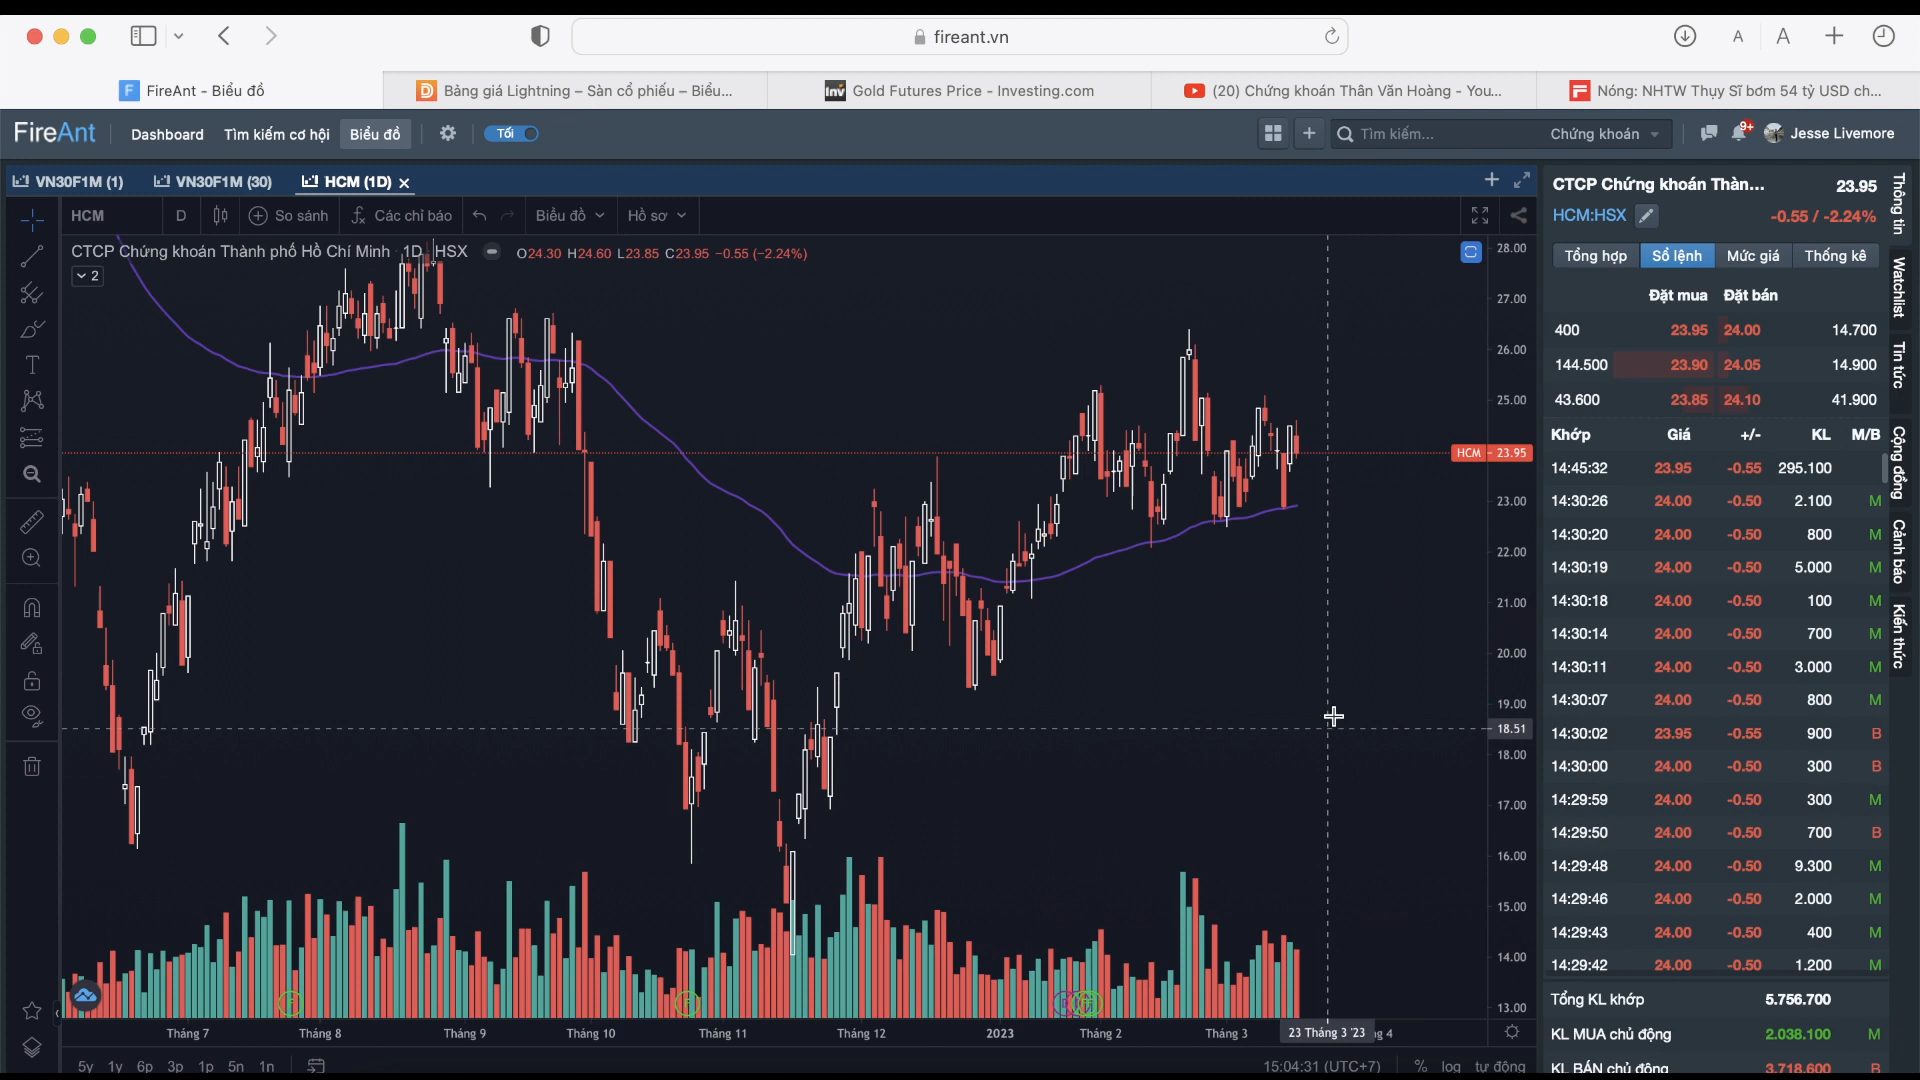 fireant.vn
A A
FireAnt - Biểu đồ
Bảng giá Lightning – Sàn cổ phiếu – Biểu...
Gold Futures Price - Investing.com
(20) Chứng khoán Thân Văn Hoàng - You...
Nóng: NHTW Thụy Sĩ bơm 54 tỷ USD ch...
FireAnt
Dashboard
Tìm kiếm cơ hội
Biểu đồ
Tối
Tìm kiếm...
Chứng khoán
9+
Jesse Livemore
VN30F1M (1)
VN30F1M (30)
HCM (1D)
HCM
D
So sánh
Các chỉ báo
Biểu đồ
Hồ sơ
CTCP Chứng khoán Thành phố Hồ Chí Minh 1D HSX
O24.30 H24.60 L23.85 C23.95 −0.55 (−2.24%)
2
28.00
27.00
26.00
25.00
HCM 23.95
23.00
22.00
21.00
20.00
19.00
18.51
18.00
17.00
16.00
15.00
14.00
13.00
Tháng 7
Tháng 8
Tháng 9
Tháng 10
Tháng 11
Tháng 12
2023
Tháng 2
Tháng 3
23 Tháng 3 '23
g 4
5y 1y 6p 3p 1p 5n 1n
15:04:31 (UTC+7)
% log tự động
CTCP Chứng khoán Thàn... 23.95
HCM:HSX -0.55 / -2.24%
Tổng hợp Sổ lệnh Mức giá Thống kê
Đặt mua Đặt bán
400 23.95 24.00 14.700
144.500 23.90 24.05 14.900
43.600 23.85 24.10 41.900
Khớp Giá +/- KL M/B
14:45:32 23.95 -0.55 295.100
14:30:26 24.00 -0.50 2.100 M
14:30:20 24.00 -0.50 800 M
14:30:19 24.00 -0.50 5.000 M
14:30:18 24.00 -0.50 100 M
14:30:14 24.00 -0.50 700 M
14:30:11 24.00 -0.50 3.000 M
14:30:07 24.00 -0.50 800 M
14:30:02 23.95 -0.55 900 B
14:30:00 24.00 -0.50 300 B
14:29:59 24.00 -0.50 300 M
14:29:50 24.00 -0.50 700 B
14:29:48 24.00 -0.50 9.300 M
14:29:46 24.00 -0.50 2.000 M
14:29:43 24.00 -0.50 400 M
14:29:42 24.00 -0.50 1.200 M
Tổng KL khớp 5.756.700
KL MUA chủ động 2.038.100 M
KL BÁN chủ động 3.718.600 B
Thông tin
Watchlist
Tin tức
Cộng đồng
Cảnh báo
Kiến thức